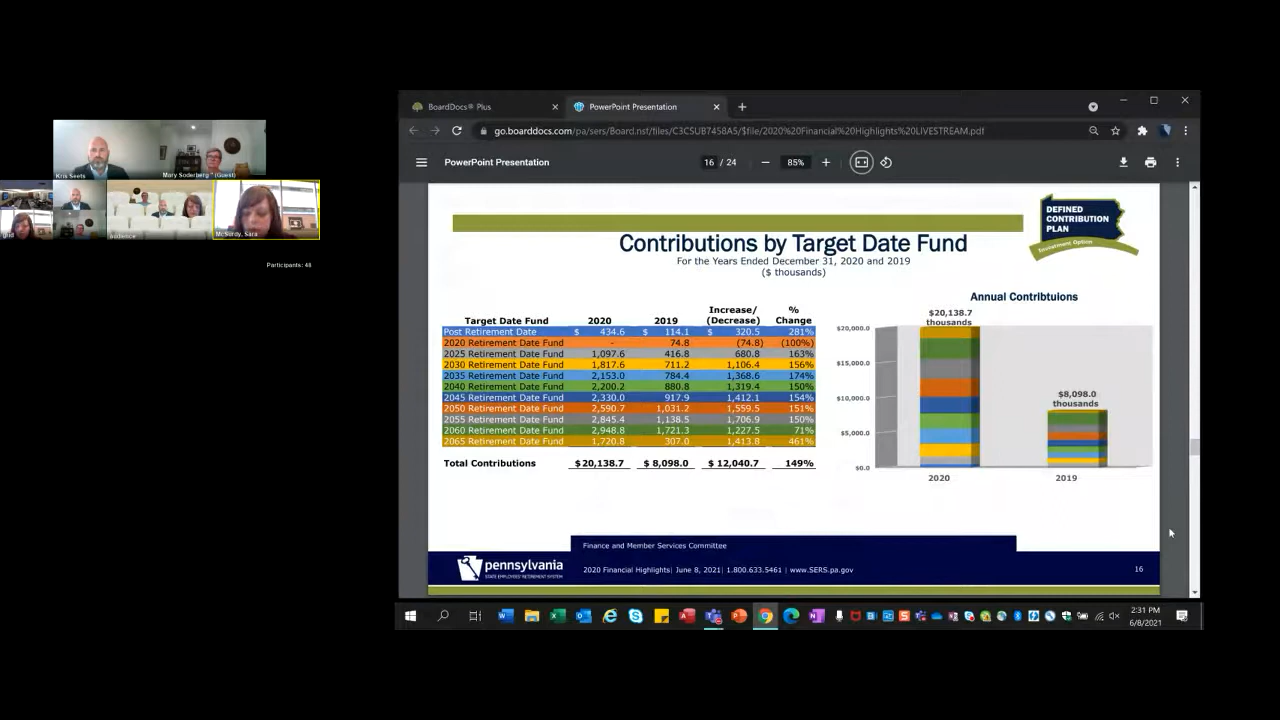 Kris Seets
Mary Soderberg " (Guest)
audience
McSurdy, Sara
Participants: 48
BoardDocs® Plus
PowerPoint Presentation
go.boarddocs.com/pa/sers/Board.nsf/files/C3CSUB7458A5/$file/2020%20Financial%20Highlights%20LIVESTREAM.pdf
PowerPoint Presentation
16 / 24
85%
DEFINED
CONTRIBUTION
PLAN
Investment Option
Contributions by Target Date Fund
For the Years Ended December 31, 2020 and 2019
($ thousands)
Target Date Fund 2020 2019 Increase/ (Decrease) % Change
Post Retirement Date $ 434.6 $ 114.1 $ 320.5 281%
2020 Retirement Date Fund - 74.8 (74.8) (100%)
2025 Retirement Date Fund 1,097.6 416.8 680.8 163%
2030 Retirement Date Fund 1,817.6 711.2 1,106.4 156%
2035 Retirement Date Fund 2,153.0 784.4 1,368.6 174%
2040 Retirement Date Fund 2,200.2 880.8 1,319.4 150%
2045 Retirement Date Fund 2,330.0 917.9 1,412.1 154%
2050 Retirement Date Fund 2,590.7 1,031.2 1,559.5 151%
2055 Retirement Date Fund 2,845.4 1,138.5 1,706.9 150%
2060 Retirement Date Fund 2,948.8 1,721.3 1,227.5 71%
2065 Retirement Date Fund 1,720.8 307.0 1,413.8 461%
Total Contributions $20,138.7 $ 8,098.0 $ 12,040.7 149%
Annual Contribtuions
$20,138.7
thousands
$8,098.0
thousands
$20,000.0
$15,000.0
$10,000.0
$5,000.0
$0.0
2020
2019
Finance and Member Services Committee
pennsylvania
STATE EMPLOYEES' RETIREMENT SYSTEM
2020 Financial Highlights| June 8, 2021| 1.800.633.5461 | www.SERS.pa.gov
16
2:31 PM
6/8/2021